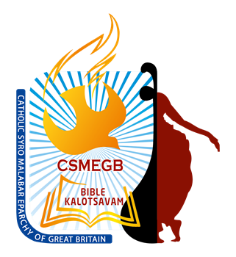 CATHOLIC SYRO MALABAR EPARCHY
OF GREAT BRITAIN
CSMEGB
BIBLE
KALOTSAVAM